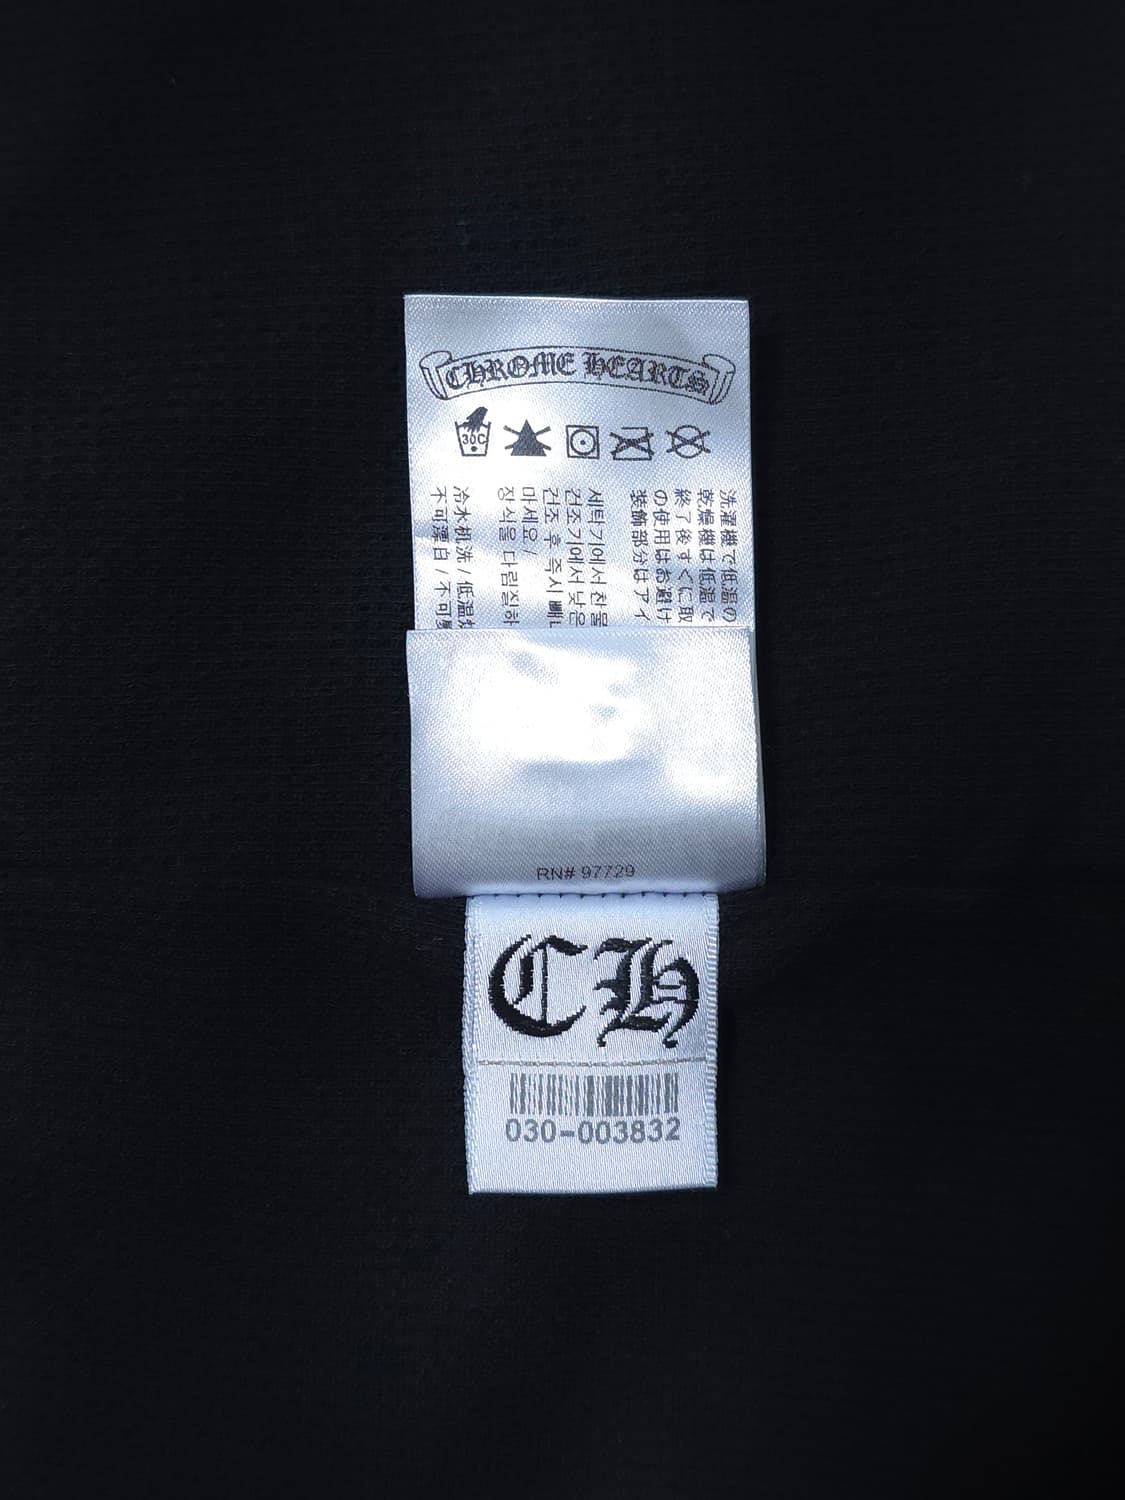 CHROME HEARTS
30C
洗濯機で低温の
乾燥機は低温で
終了後すぐに取
の使用はお避け
装飾部分はアイ
세탁기에서 찬물
건조기에서 낮은
건조 후 즉시 빼
마세요 /
장식을 다림질하
冷水机洗 / 低温
不可漂白 / 不可
RN# 97729
CH
030-003832